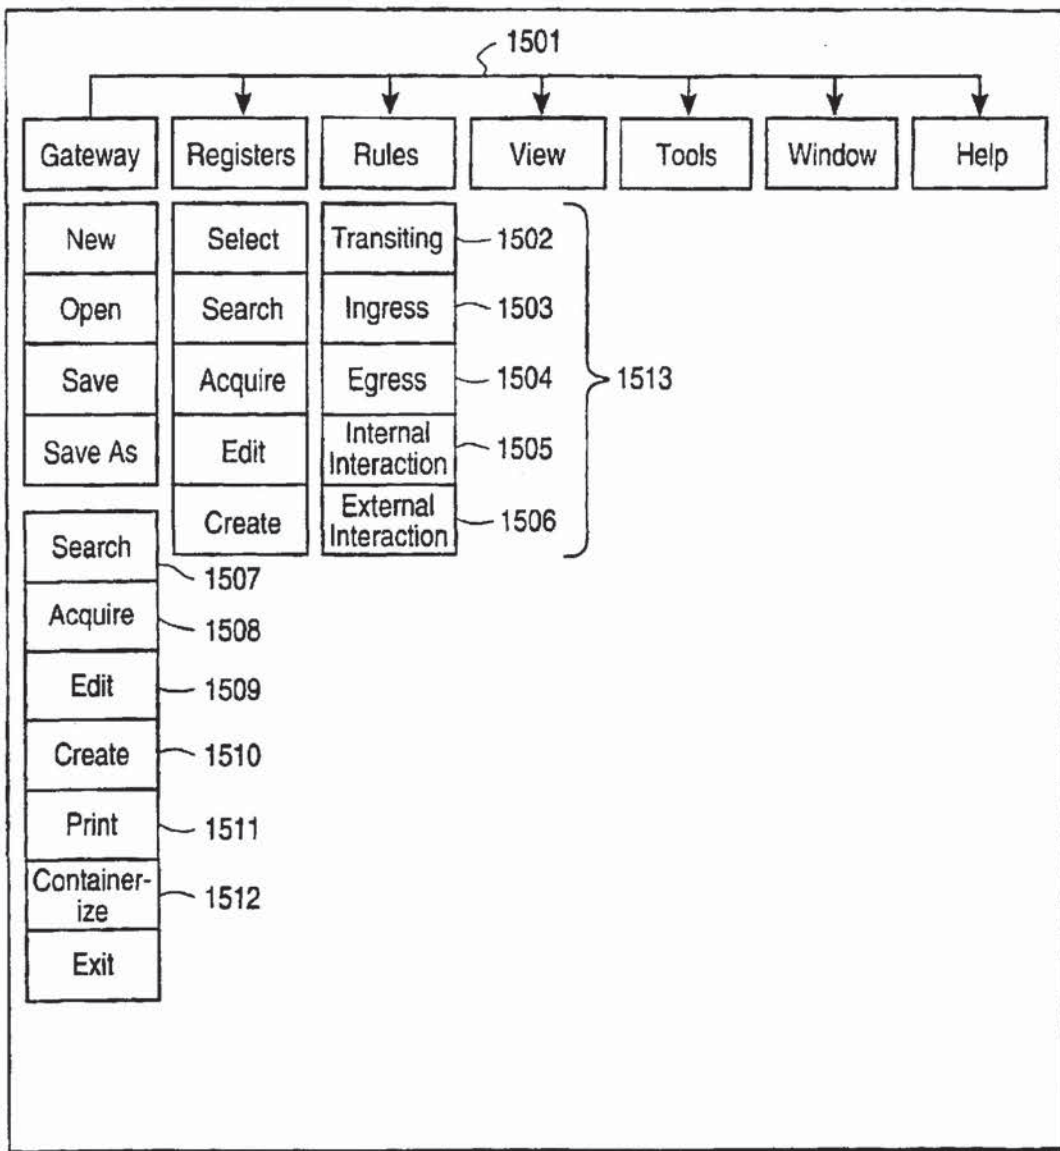 1501
Gateway
Registers
Rules
View
Tools
Window
Help
New
Open
Save
Save As
Search
1507
Acquire
1508
Edit
1509
Create
1510
Print
1511
Container-
ize
1512
Exit
Select
Search
Acquire
Edit
Create
Transiting
1502
Ingress
1503
Egress
1504
Internal
Interaction
1505
External
Interaction
1506
1513